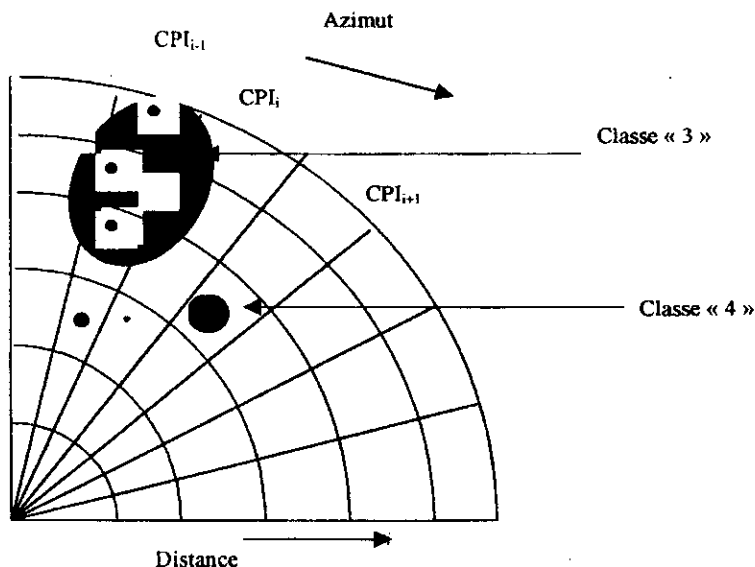 Azimut
CPIi-1
CPIi
Classe « 3 »
CPIi+1
Classe « 4 »
Distance